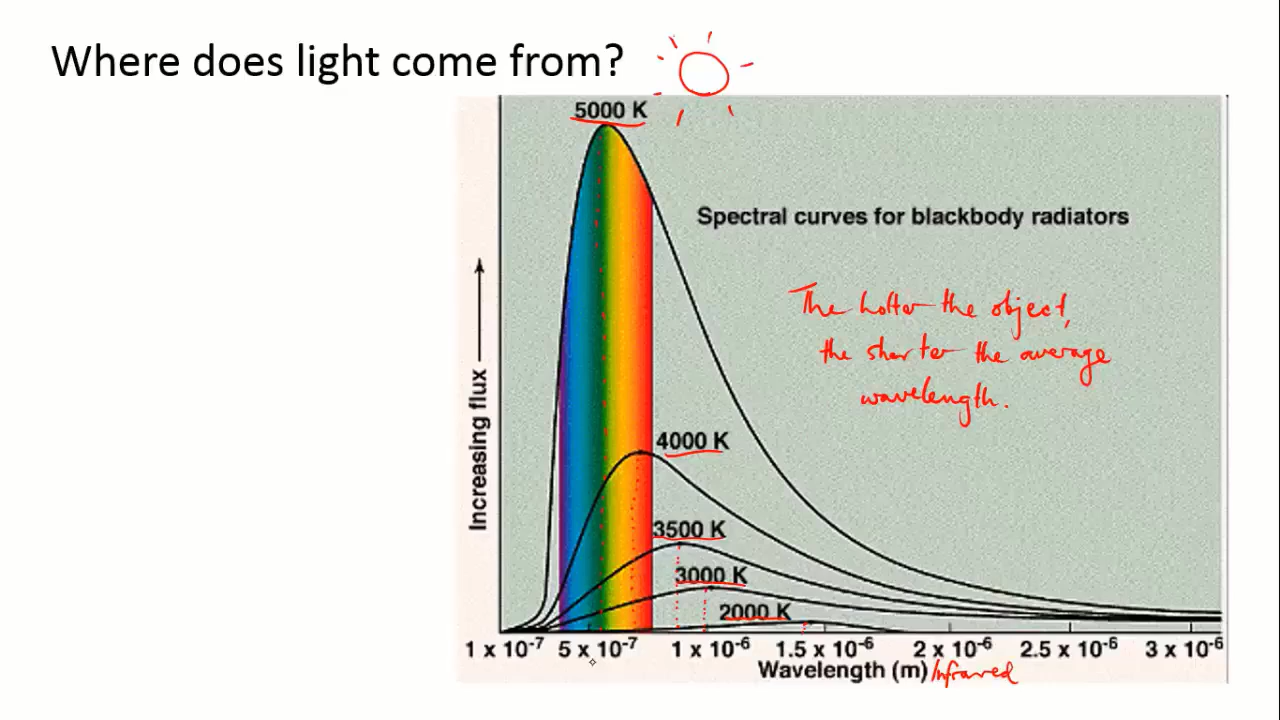 Where does light come from?
5000 K
Spectral curves for blackbody radiators
The hotter the object,
the shorter the average
wavelength.
Increasing flux
4000 K
3500 K
3000 K
2000 K
1 x 10⁻⁷ 5 x 10⁻⁷ 1 x 10⁻⁶ 1.5 x 10⁻⁶ 2 x 10⁻⁶ 2.5 x 10⁻⁶ 3 x 10⁻⁶
Wavelength (m) Infrared